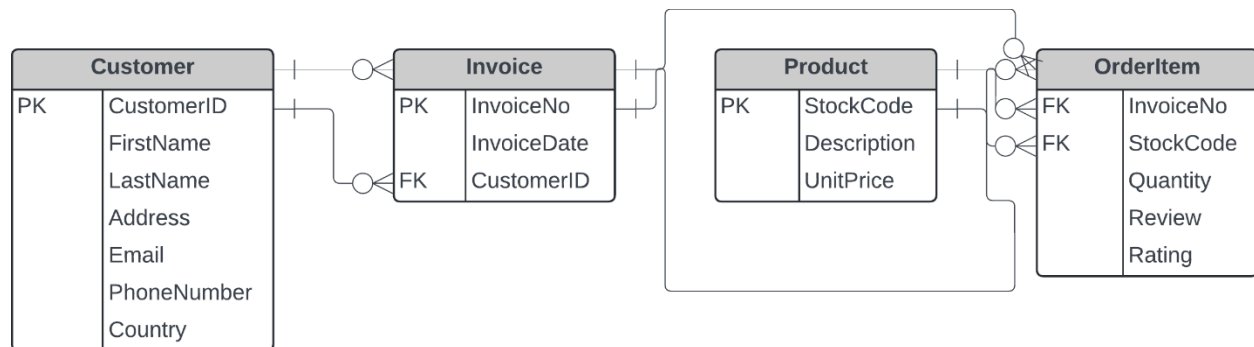 Customer
PK CustomerID
FirstName
LastName
Address
Email
PhoneNumber
Country
Invoice
PK InvoiceNo
InvoiceDate
FK CustomerID
Product
PK StockCode
Description
UnitPrice
OrderItem
FK InvoiceNo
FK StockCode
Quantity
Review
Rating